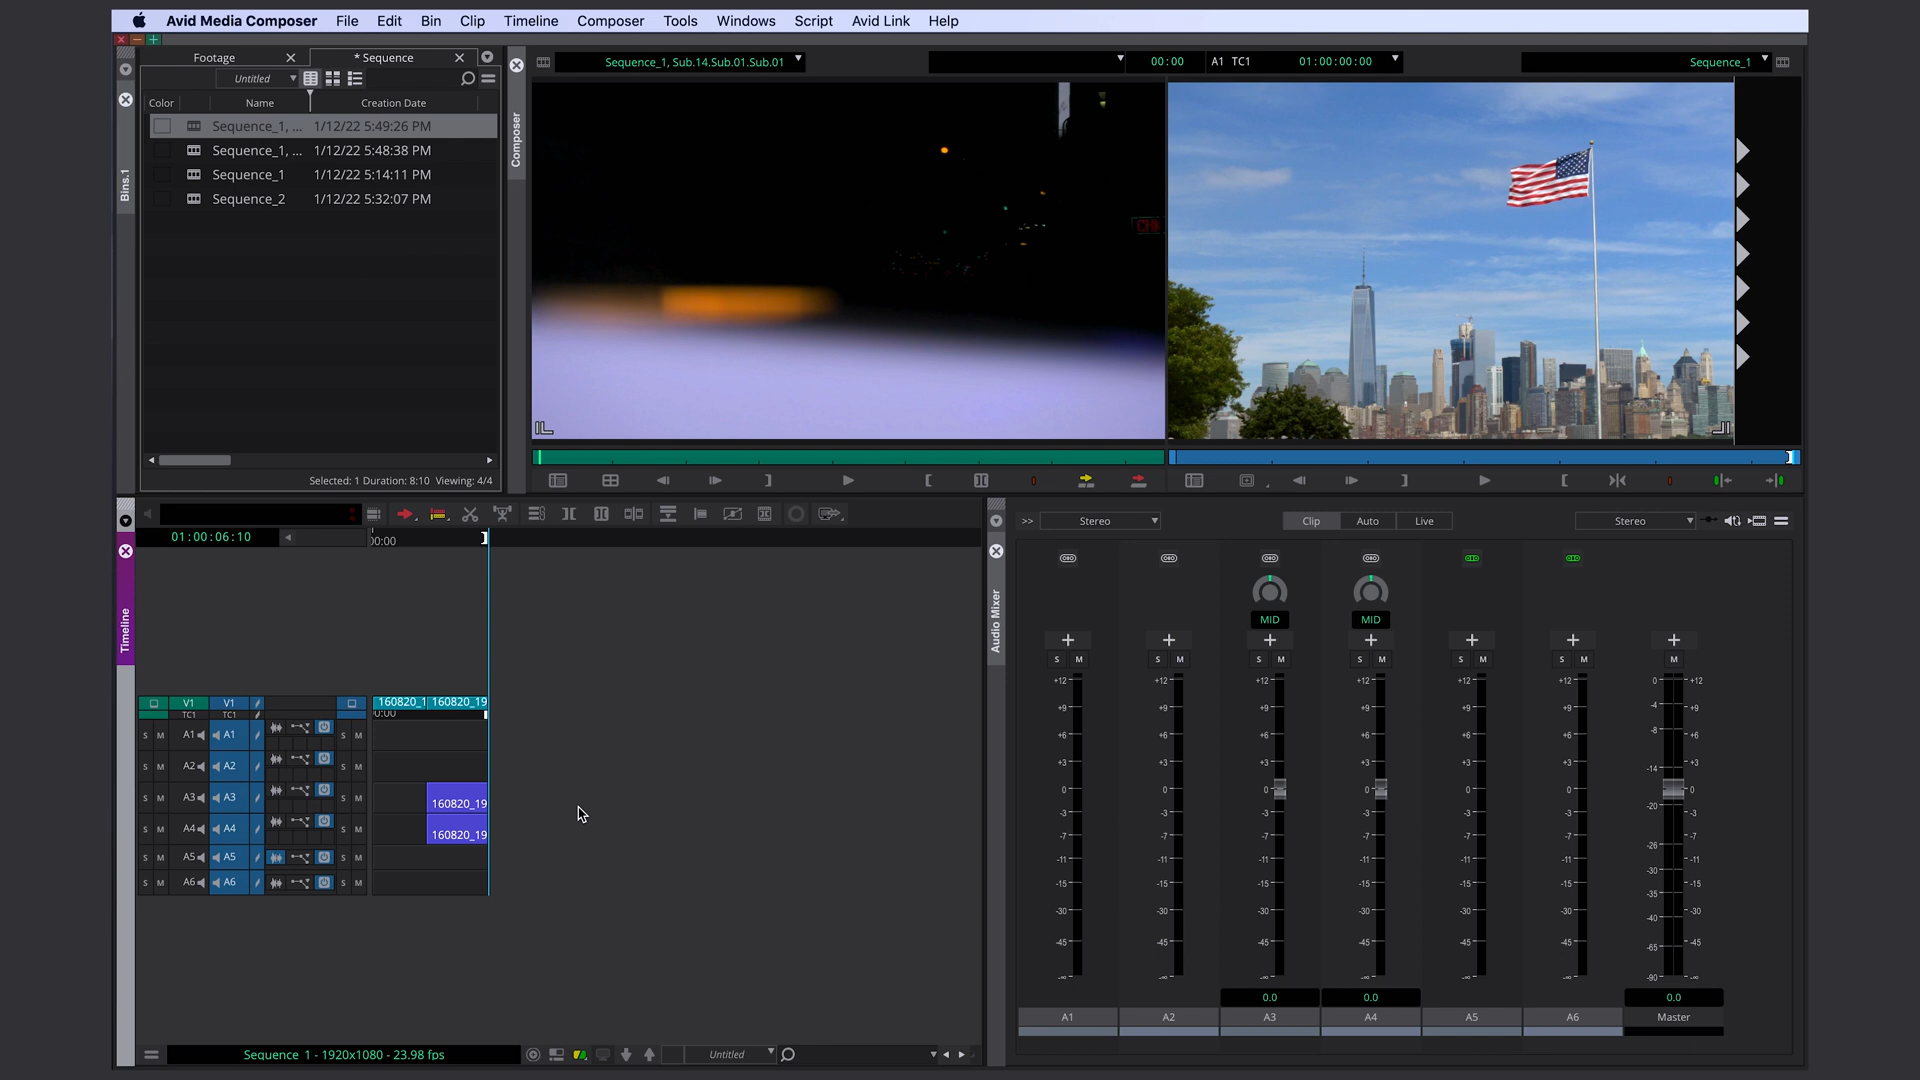 Avid Media Composer File Edit Bin Clip Timeline Composer Tools Windows Script Avid Link Help
Footage * Sequence
Untitled
Color Name Creation Date
Sequence_1, ... 1/12/22 5:49:26 PM
Sequence_1, ... 1/12/22 5:48:38 PM
Sequence_1 1/12/22 5:14:11 PM
Sequence_2 1/12/22 5:32:07 PM
Selected: 1 Duration: 8:10 Viewing: 4/4
Bins.1
Composer
Sequence_1, Sub.14.Sub.01.Sub.01 00:00 A1 TC1 01:00:00:00 Sequence_1
Timeline
01:00:06:10
V1 V1 160820_1 160820_19
TC1 TC1
S M A1 A1 S M
S M A2 A2 S M
S M A3 A3 S M 160820_19
S M A4 A4 S M 160820_19
S M A5 A5 S M
S M A6 A6 S M
Sequence 1 - 1920x1080 - 23.98 fps Untitled
Audio Mixer
>> Stereo Clip Auto Live Stereo
MID MID
S M S M S M S M S M S M M
+12 +12 +12 +12 +12 +12 0 +12
+9 +9 +9 +9 +9 +9 -4 +9
+6 +6 +6 +6 +6 +6 -8 +6
+3 +3 +3 +3 +3 +3 -14 +3
0 0 0 0 0 0 -20 0
-3 -3 -3 -3 -3 -3 -3
-7 -7 -7 -7 -7 -7 -26 -7
-11 -11 -11 -11 -11 -11 -30 -11
-15 -15 -15 -15 -15 -15 -35 -15
-30 -30 -30 -30 -30 -30 -40 -30
-45 -45 -45 -45 -45 -45 -65 -45
-∞ -∞ -∞ -∞ -∞ -∞ -90 -∞
0.0 0.0 0.0
A1 A2 A3 A4 A5 A6 Master